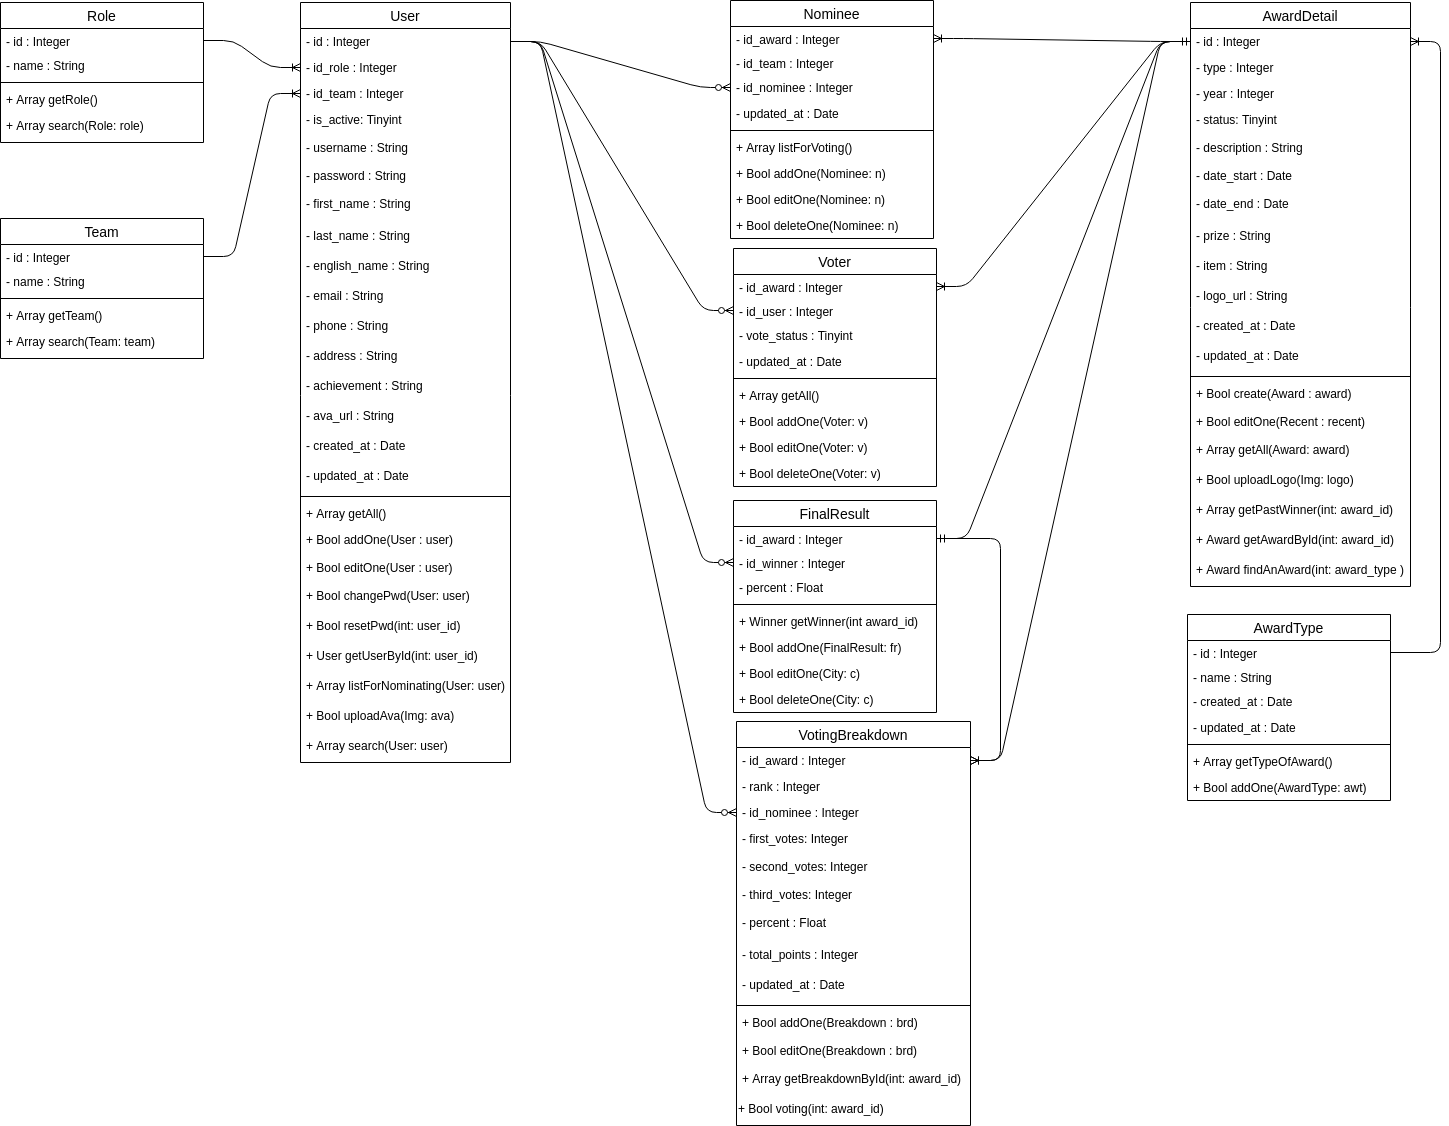 Role
- id : Integer
- name : String
+ Array getRole()
+ Array search(Role: role)
Team
- id : Integer
- name : String
+ Array getTeam()
+ Array search(Team: team)
User
- id : Integer
- id_role : Integer
- id_team : Integer
- is_active: Tinyint
- username : String
- password : String
- first_name : String
- last_name : String
- english_name : String
- email : String
- phone : String
- address : String
- achievement : String
- ava_url : String
- created_at : Date
- updated_at : Date
+ Array getAll()
+ Bool addOne(User : user)
+ Bool editOne(User : user)
+ Bool changePwd(User: user)
+ Bool resetPwd(int: user_id)
+ User getUserById(int: user_id)
+ Array listForNominating(User: user)
+ Bool uploadAva(Img: ava)
+ Array search(User: user)
Nominee
- id_award : Integer
- id_team : Integer
- id_nominee : Integer
- updated_at : Date
+ Array listForVoting()
+ Bool addOne(Nominee: n)
+ Bool editOne(Nominee: n)
+ Bool deleteOne(Nominee: n)
Voter
- id_award : Integer
- id_user : Integer
- vote_status : Tinyint
- updated_at : Date
+ Array getAll()
+ Bool addOne(Voter: v)
+ Bool editOne(Voter: v)
+ Bool deleteOne(Voter: v)
FinalResult
- id_award : Integer
- id_winner : Integer
- percent : Float
+ Winner getWinner(int award_id)
+ Bool addOne(FinalResult: fr)
+ Bool editOne(City: c)
+ Bool deleteOne(City: c)
VotingBreakdown
- id_award : Integer
- rank : Integer
- id_nominee : Integer
- first_votes: Integer
- second_votes: Integer
- third_votes: Integer
- percent : Float
- total_points : Integer
- updated_at : Date
+ Bool addOne(Breakdown : brd)
+ Bool editOne(Breakdown : brd)
+ Array getBreakdownById(int: award_id)
+ Bool voting(int: award_id)
AwardDetail
- id : Integer
- type : Integer
- year : Integer
- status: Tinyint
- description : String
- date_start : Date
- date_end : Date
- prize : String
- item : String
- logo_url : String
- created_at : Date
- updated_at : Date
+ Bool create(Award : award)
+ Bool editOne(Recent : recent)
+ Array getAll(Award: award)
+ Bool uploadLogo(Img: logo)
+ Array getPastWinner(int: award_id)
+ Award getAwardById(int: award_id)
+ Award findAnAward(int: award_type )
AwardType
- id : Integer
- name : String
- created_at : Date
- updated_at : Date
+ Array getTypeOfAward()
+ Bool addOne(AwardType: awt)